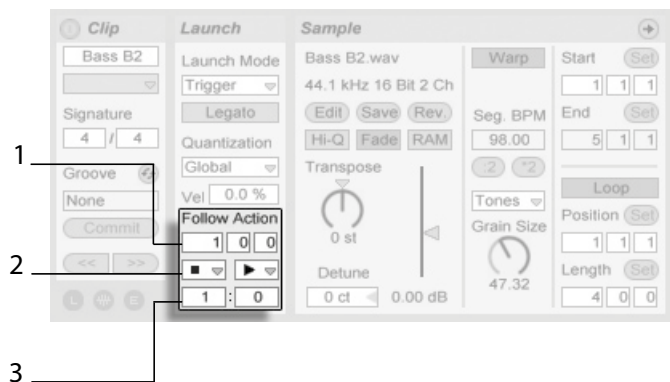 Clip
Bass B2
Signature
4 / 4
Groove
None
Commit
<< >>
L E
Launch
Launch Mode
Trigger
Legato
Quantization
Global
Vel 0.0 %
Follow Action
1 0 0
1 : 0
Sample
Bass B2.wav
44.1 kHz 16 Bit 2 Ch
Edit Save Rev.
Hi-Q Fade RAM
Transpose
0 st
Detune
0 ct 0.00 dB
Warp
Seg. BPM
98.00
:2 *2
Tones
Grain Size
47.32
Start Set
1 1 1
End Set
5 1 1
Loop
Position Set
1 1 1
Length Set
4 0 0
1
2
3